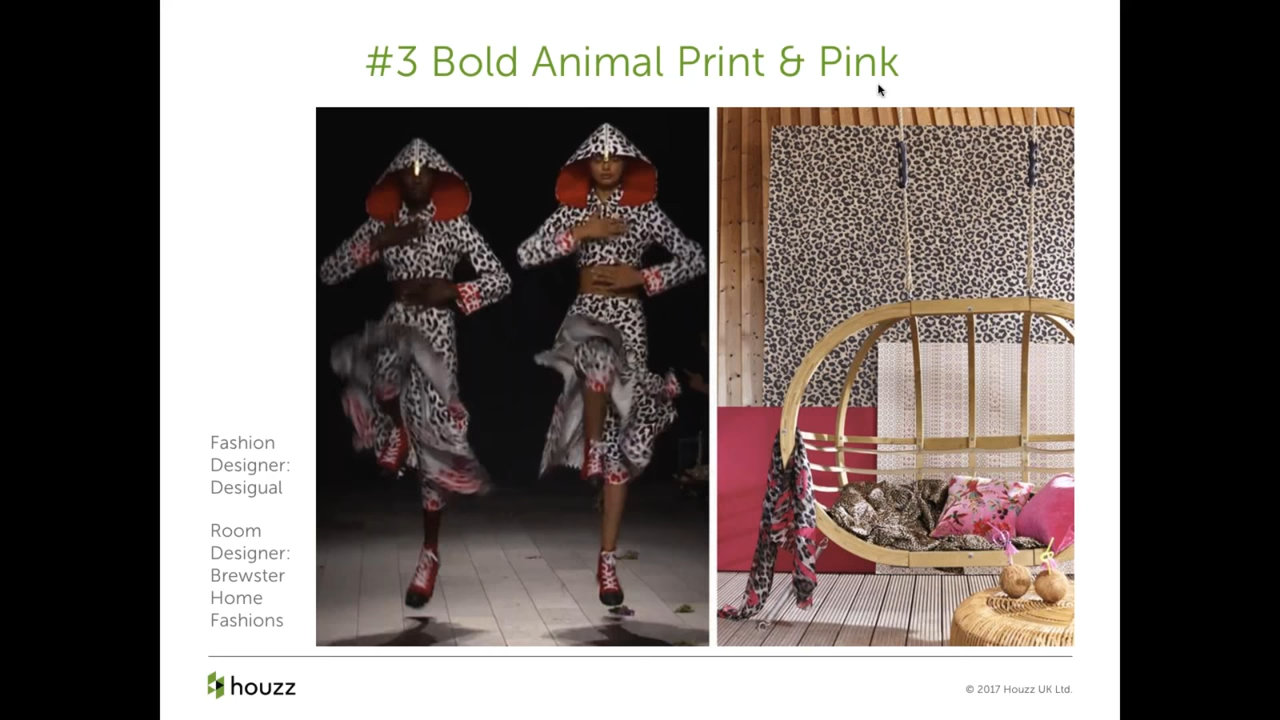 #3 Bold Animal Print & Pink
Fashion
Designer:
Desigual
Room
Designer:
Brewster
Home
Fashions
houzz
© 2017 Houzz UK Ltd.